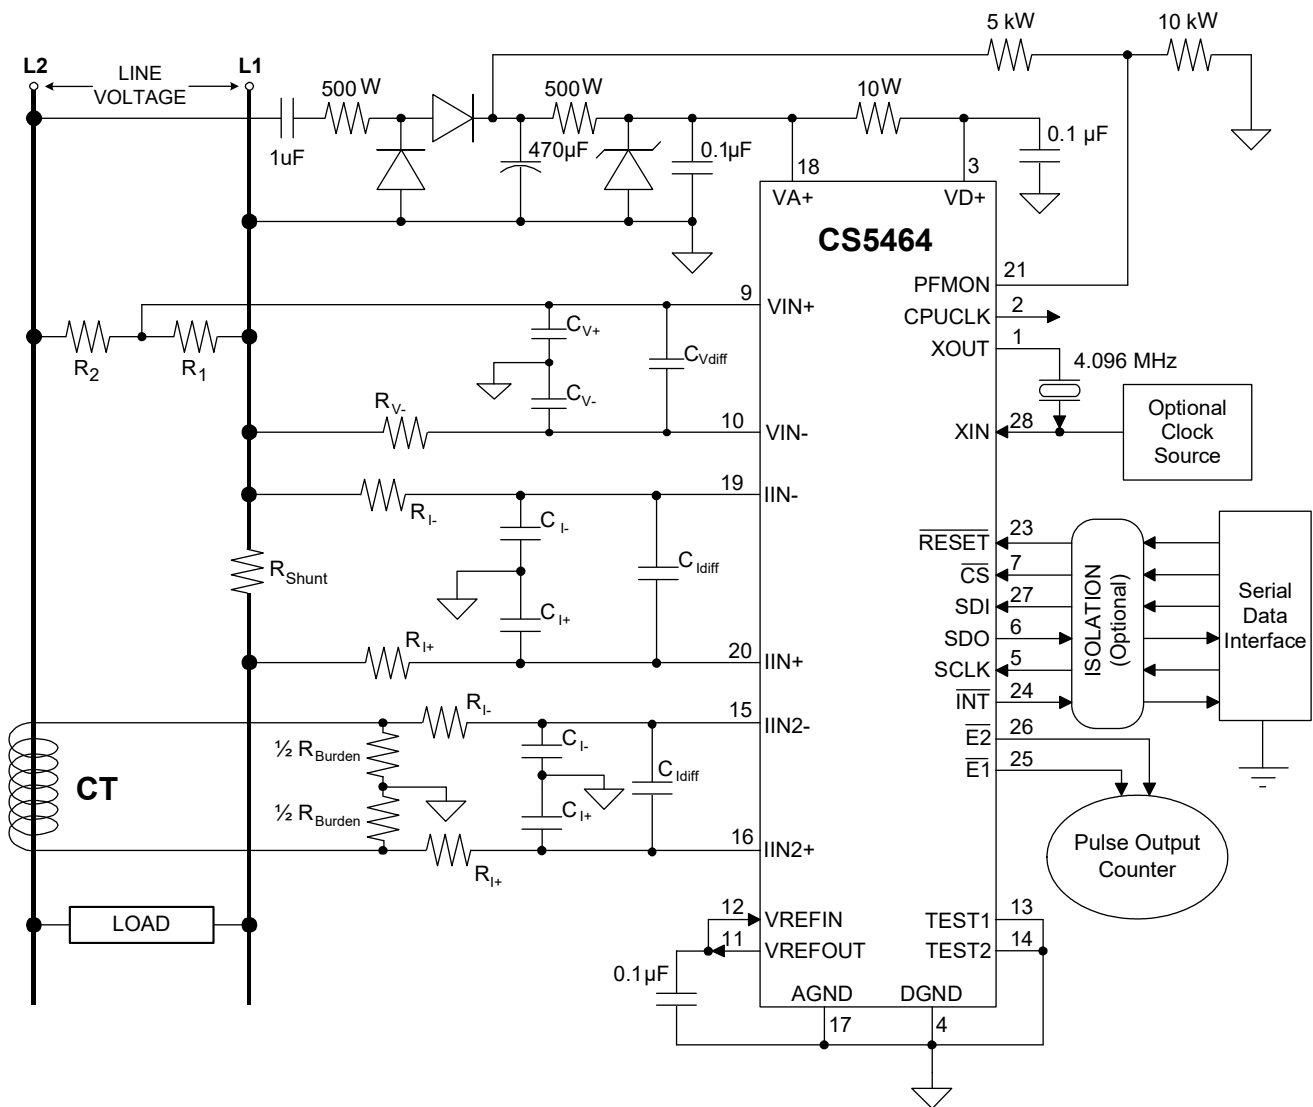 5 kW
10 kW
L2
LINE
VOLTAGE
L1
500W
500W
10W
1uF
470µF
0.1µF
0.1 µF
18
3
VA+
VD+
CS5464
PFMON
21
CPUCLK
2
XOUT
1
4.096 MHz
XIN
28
Optional
Clock
Source
9
VIN+
CV+
CVdiff
CV-
R2
R1
RV-
10
VIN-
19
IIN-
RI-
CI-
CIdiff
RShunt
CI+
RI+
20
IIN+
RESET
23
CS
7
SDI
27
SDO
6
SCLK
5
INT
24
ISOLATION
(Optional)
Serial
Data
Interface
RI-
15
IIN2-
½ RBurden
CI-
CIdiff
CT
½ RBurden
CI+
16
IIN2+
RI+
E2
26
E1
25
Pulse Output
Counter
LOAD
12
VREFIN
11
VREFOUT
0.1µF
TEST1
13
TEST2
14
AGND
DGND
17
4